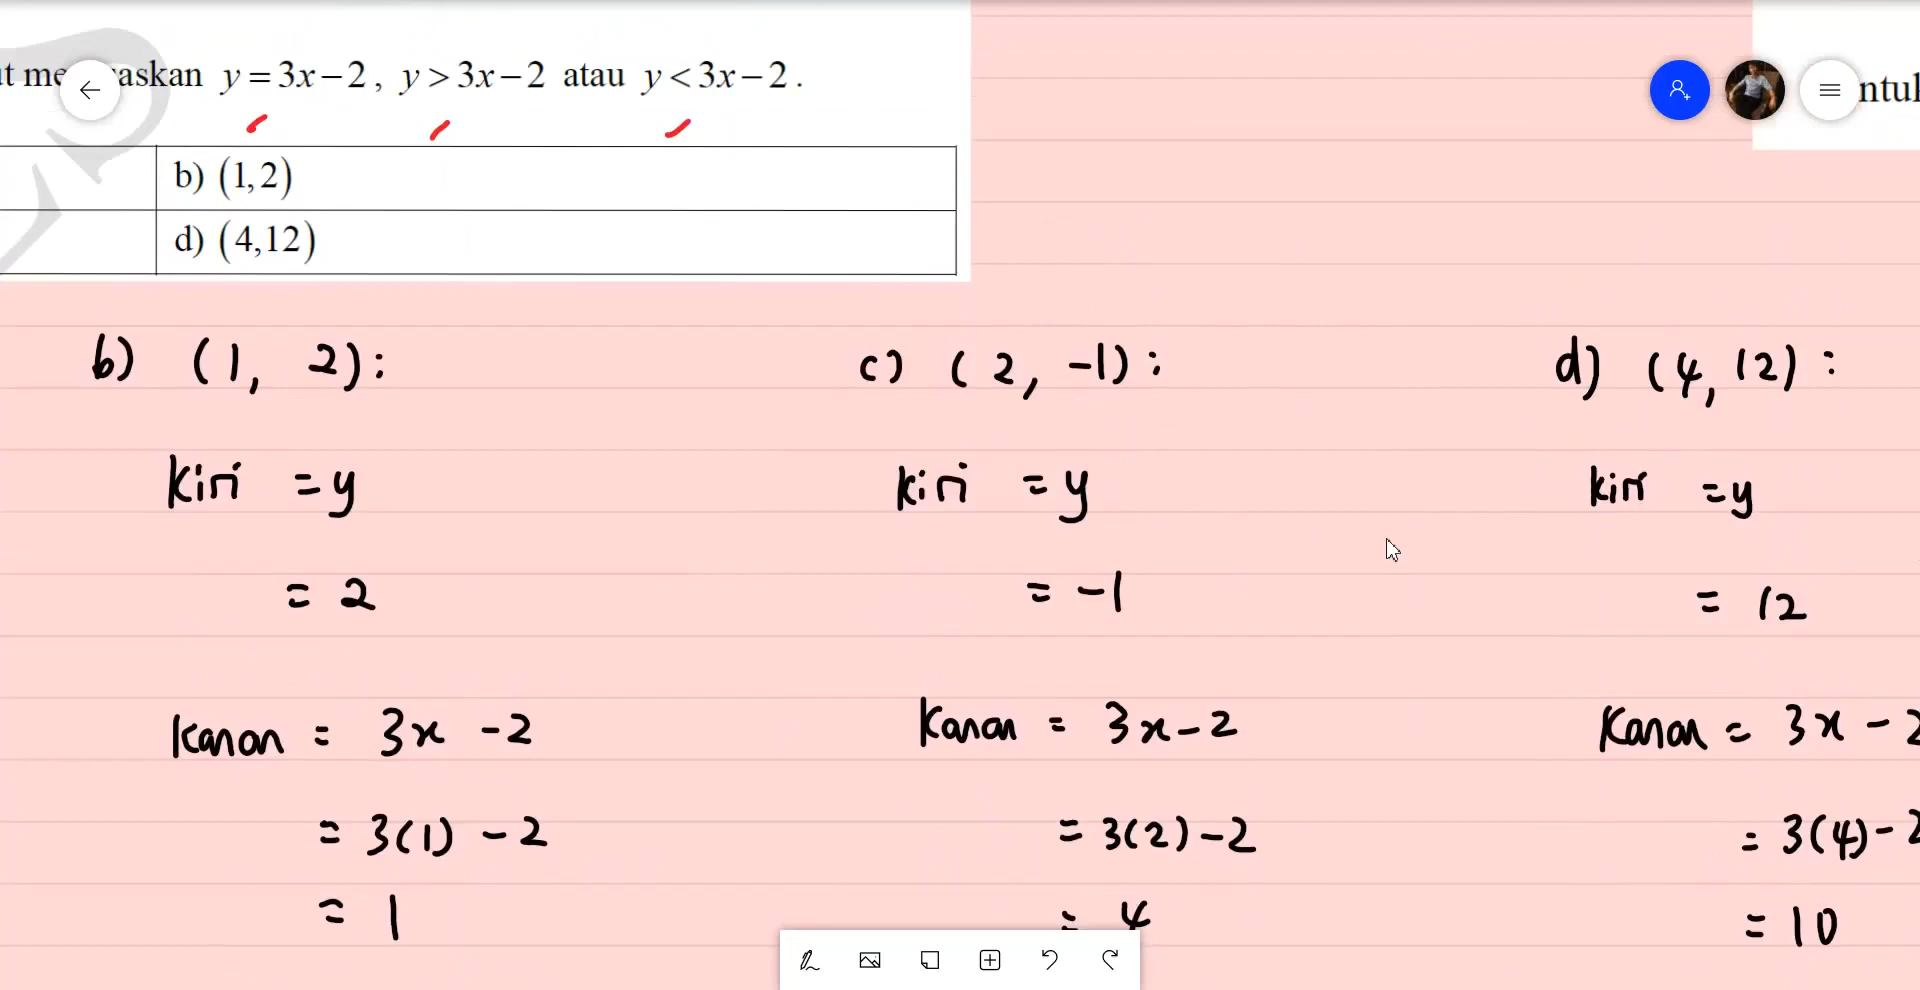 y = 3x − 2, y > 3x − 2 atau y < 3x − 2.
b) (1, 2)
d) (4,12)
b) (1, 2):
kiri = y
= 2
kanan = 3x - 2
= 3(1) - 2
= 1
c) (2, -1):
kiri = y
= -1
kanan = 3x - 2
= 3(2) - 2
= 4
d) (4, 12):
kiri = y
= 12
kanan = 3x - 2
= 3(4) - 2
= 10